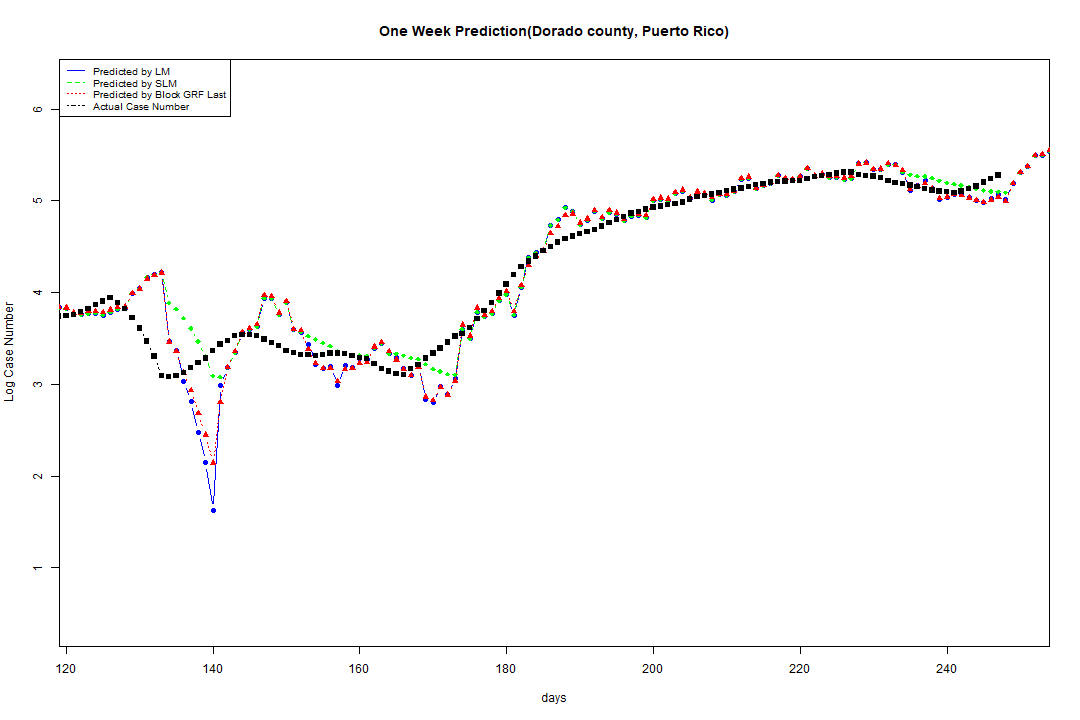 One Week Prediction(Dorado county, Puerto Rico)
Predicted by LM
Predicted by SLM
Predicted by Block GRF Last
Actual Case Number
6
5
4
3
2
1
Log Case Number
120 140 160 180 200 220 240
days